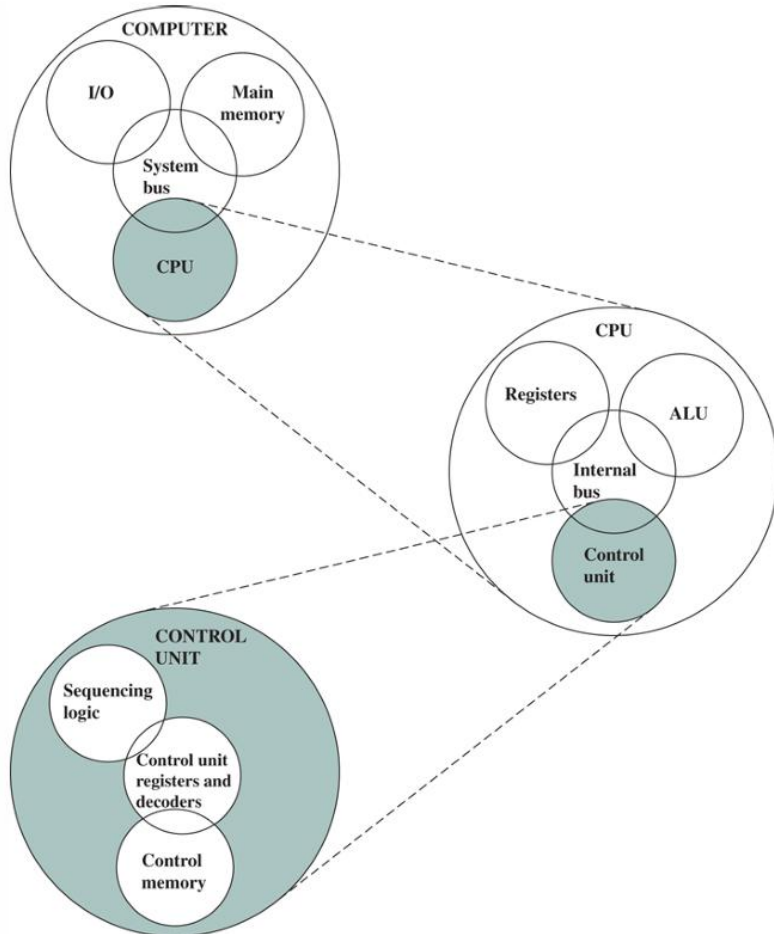 COMPUTER
I/O
Main
memory
System
bus
CPU
CPU
Registers
ALU
Internal
bus
Control
unit
CONTROL
UNIT
Sequencing
logic
Control unit
registers and
decoders
Control
memory